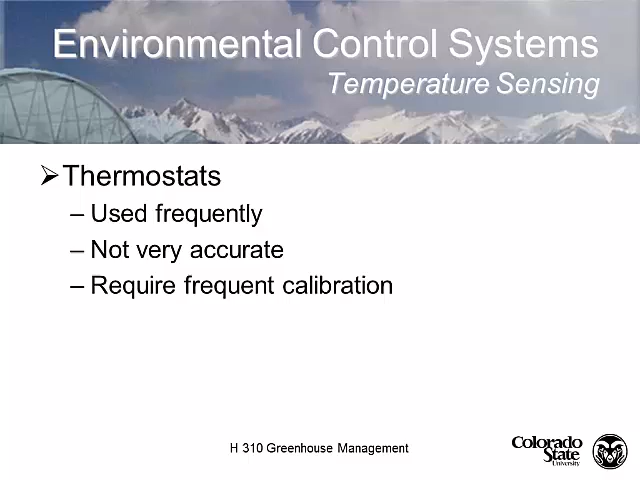 Environmental Control Systems
Temperature Sensing
➢Thermostats
– Used frequently
– Not very accurate
– Require frequent calibration
H 310 Greenhouse Management
Colorado
State
University